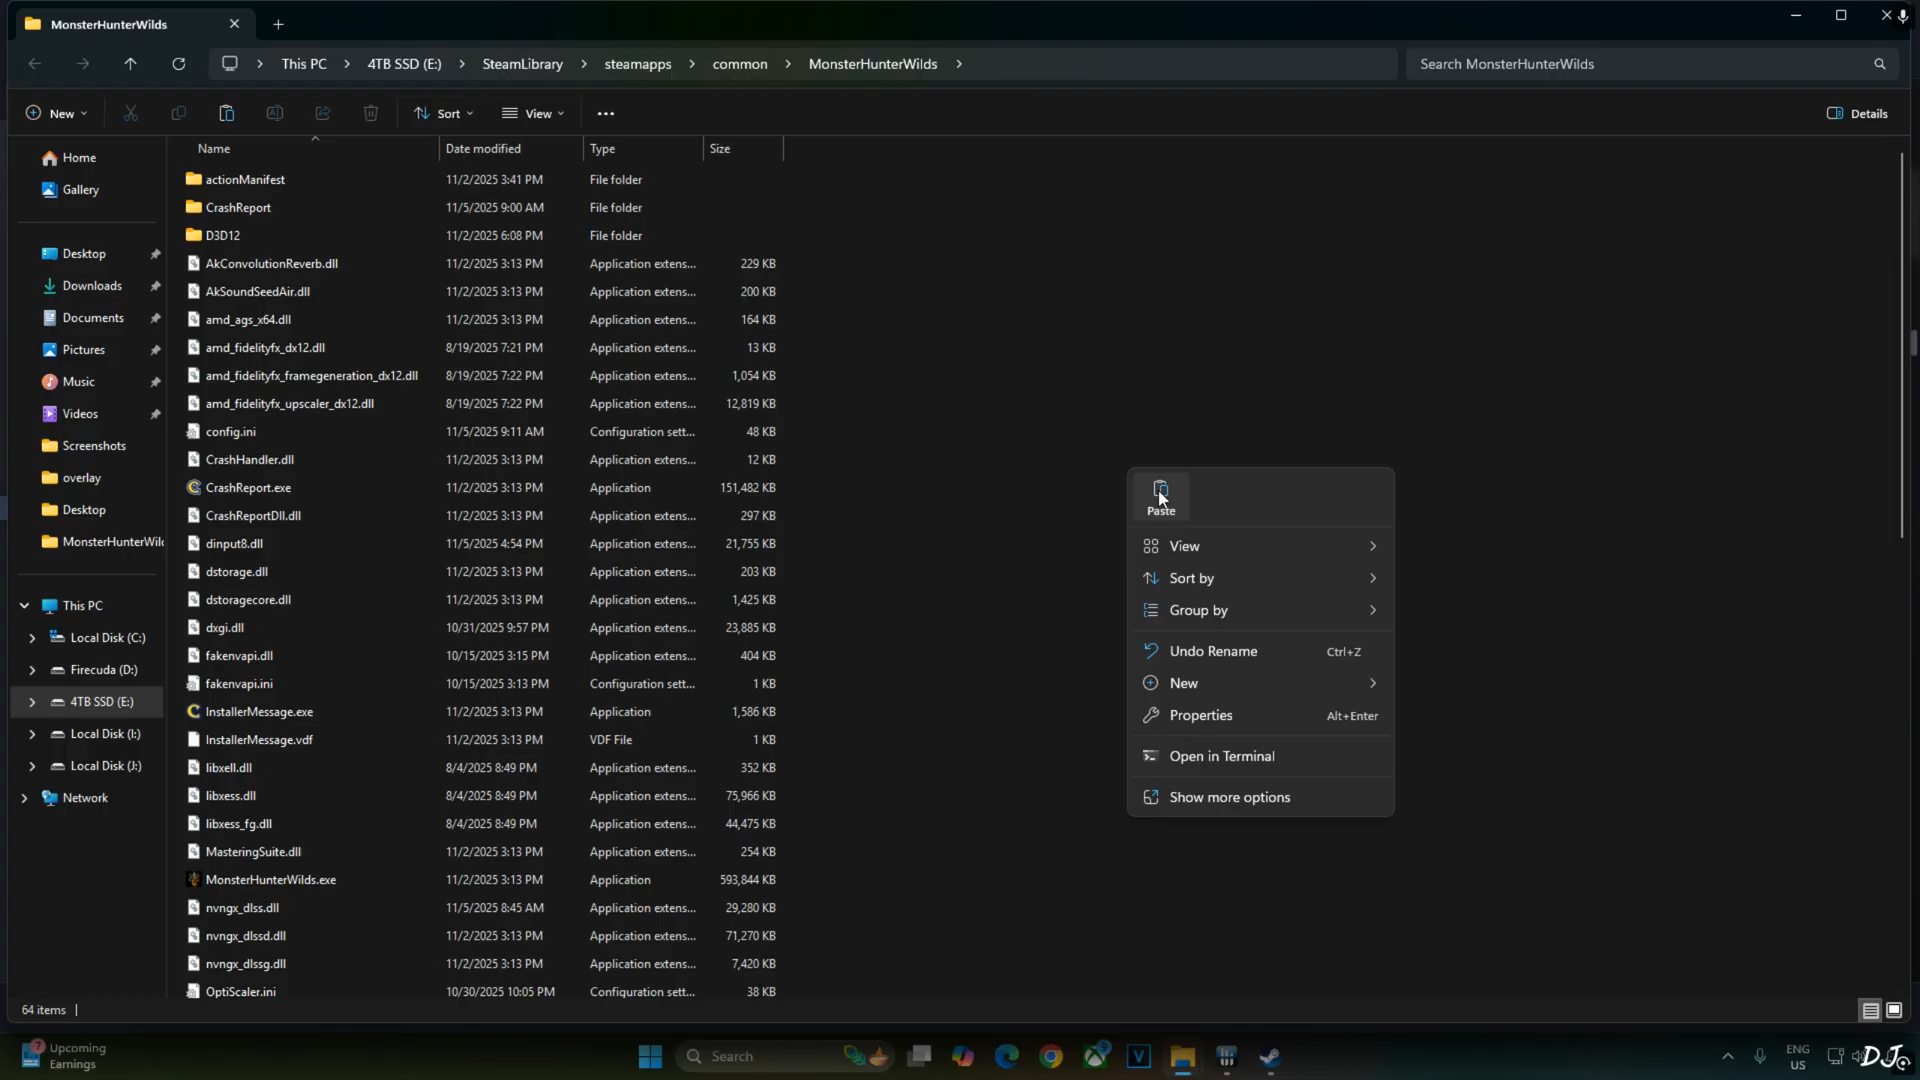 MonsterHunterWilds
This PC > 4TB SSD (E:) > SteamLibrary > steamapps > common > MonsterHunterWilds >
Search MonsterHunterWilds
New
Sort
View
Details
Home
Gallery
Desktop
Downloads
Documents
Pictures
Music
Videos
Screenshots
overlay
Desktop
MonsterHunterWil
This PC
Local Disk (C:)
Firecuda (D:)
4TB SSD (E:)
Local Disk (I:)
Local Disk (J:)
Network
Name Date modified Type Size
actionManifest 11/2/2025 3:41 PM File folder
CrashReport 11/5/2025 9:00 AM File folder
D3D12 11/2/2025 6:08 PM File folder
AkConvolutionReverb.dll 11/2/2025 3:13 PM Application extens... 229 KB
AkSoundSeedAir.dll 11/2/2025 3:13 PM Application extens... 200 KB
amd_ags_x64.dll 11/2/2025 3:13 PM Application extens... 164 KB
amd_fidelityfx_dx12.dll 8/19/2025 7:21 PM Application extens... 13 KB
amd_fidelityfx_framegeneration_dx12.dll 8/19/2025 7:22 PM Application extens... 1,054 KB
amd_fidelityfx_upscaler_dx12.dll 8/19/2025 7:22 PM Application extens... 12,819 KB
config.ini 11/5/2025 9:11 AM Configuration sett... 48 KB
CrashHandler.dll 11/2/2025 3:13 PM Application extens... 12 KB
CrashReport.exe 11/2/2025 3:13 PM Application 151,482 KB
CrashReportDll.dll 11/2/2025 3:13 PM Application extens... 297 KB
dinput8.dll 11/5/2025 4:54 PM Application extens... 21,755 KB
dstorage.dll 11/2/2025 3:13 PM Application extens... 203 KB
dstoragecore.dll 11/2/2025 3:13 PM Application extens... 1,425 KB
dxgi.dll 10/31/2025 9:57 PM Application extens... 23,885 KB
fakenvapi.dll 10/15/2025 3:15 PM Application extens... 404 KB
fakenvapi.ini 10/15/2025 3:13 PM Configuration sett... 1 KB
InstallerMessage.exe 11/2/2025 3:13 PM Application 1,586 KB
InstallerMessage.vdf 11/2/2025 3:13 PM VDF File 1 KB
libxell.dll 8/4/2025 8:49 PM Application extens... 352 KB
libxess.dll 8/4/2025 8:49 PM Application extens... 75,966 KB
libxess_fg.dll 8/4/2025 8:49 PM Application extens... 44,475 KB
MasteringSuite.dll 11/2/2025 3:13 PM Application extens... 254 KB
MonsterHunterWilds.exe 11/2/2025 3:13 PM Application 593,844 KB
nvngx_dlss.dll 11/5/2025 8:45 AM Application extens... 29,280 KB
nvngx_dlssd.dll 11/2/2025 3:13 PM Application extens... 71,270 KB
nvngx_dlssg.dll 11/2/2025 3:13 PM Application extens... 7,420 KB
OptiScaler.ini 10/30/2025 10:05 PM Configuration sett... 38 KB
Paste
View
Sort by
Group by
Undo Rename Ctrl+Z
New
Properties Alt+Enter
Open in Terminal
Show more options
64 items
7
Upcoming
Earnings
Search
V
ENG
US
DJ